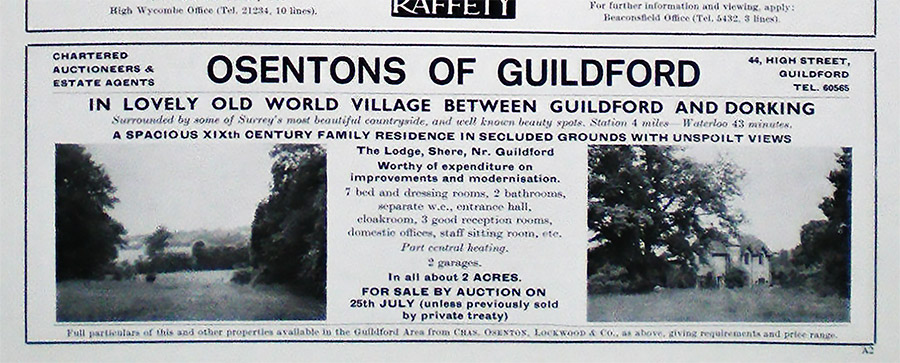 RAFFETY
High Wycombe Office (Tel. 21234, 10 lines).
For further information and viewing, apply:
Beaconsfield Office (Tel. 5432, 3 lines).
CHARTERED
AUCTIONEERS &
ESTATE AGENTS
OSENTONS OF GUILDFORD
44, HIGH STREET,
GUILDFORD
TEL. 60565
IN LOVELY OLD WORLD VILLAGE BETWEEN GUILDFORD AND DORKING
Surrounded by some of Surrey's most beautiful countryside, and well known beauty spots. Station 4 miles—Waterloo 43 minutes.
A SPACIOUS XIXth CENTURY FAMILY RESIDENCE IN SECLUDED GROUNDS WITH UNSPOILT VIEWS
The Lodge, Shere, Nr. Guildford
Worthy of expenditure on
improvements and modernisation.
7 bed and dressing rooms, 2 bathrooms,
separate w.c., entrance hall,
cloakroom, 3 good reception rooms,
domestic offices, staff sitting room, etc.
Part central heating.
2 garages.
In all about 2 ACRES.
FOR SALE BY AUCTION ON
25th JULY (unless previously sold
by private treaty)
Full particulars of this and other properties available in the Guildford Area from CHAS. OSENTON, LOCKWOOD & CO., as above, giving requirements and price range.
A2